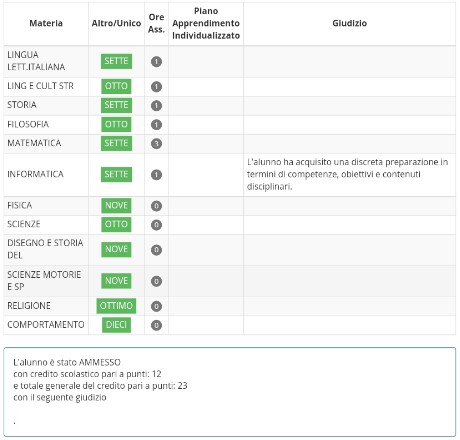 Materia Altro/Unico Ore Ass. Piano Apprendimento Individualizzato Giudizio
LINGUA LETT.ITALIANA SETTE 1
LING E CULT STR OTTO 1
STORIA SETTE 1
FILOSOFIA OTTO 1
MATEMATICA SETTE 3
INFORMATICA SETTE 1 L'alunno ha acquisito una discreta preparazione in termini di competenze, obiettivi e contenuti disciplinari.
FISICA NOVE 0
SCIENZE OTTO 0
DISEGNO E STORIA DEL NOVE 0
SCIENZE MOTORIE E SP NOVE 0
RELIGIONE OTTIMO 0
COMPORTAMENTO DIECI 0
L'alunno è stato AMMESSO
con credito scolastico pari a punti: 12
e totale generale del credito pari a punti: 23
con il seguente giudizio
.